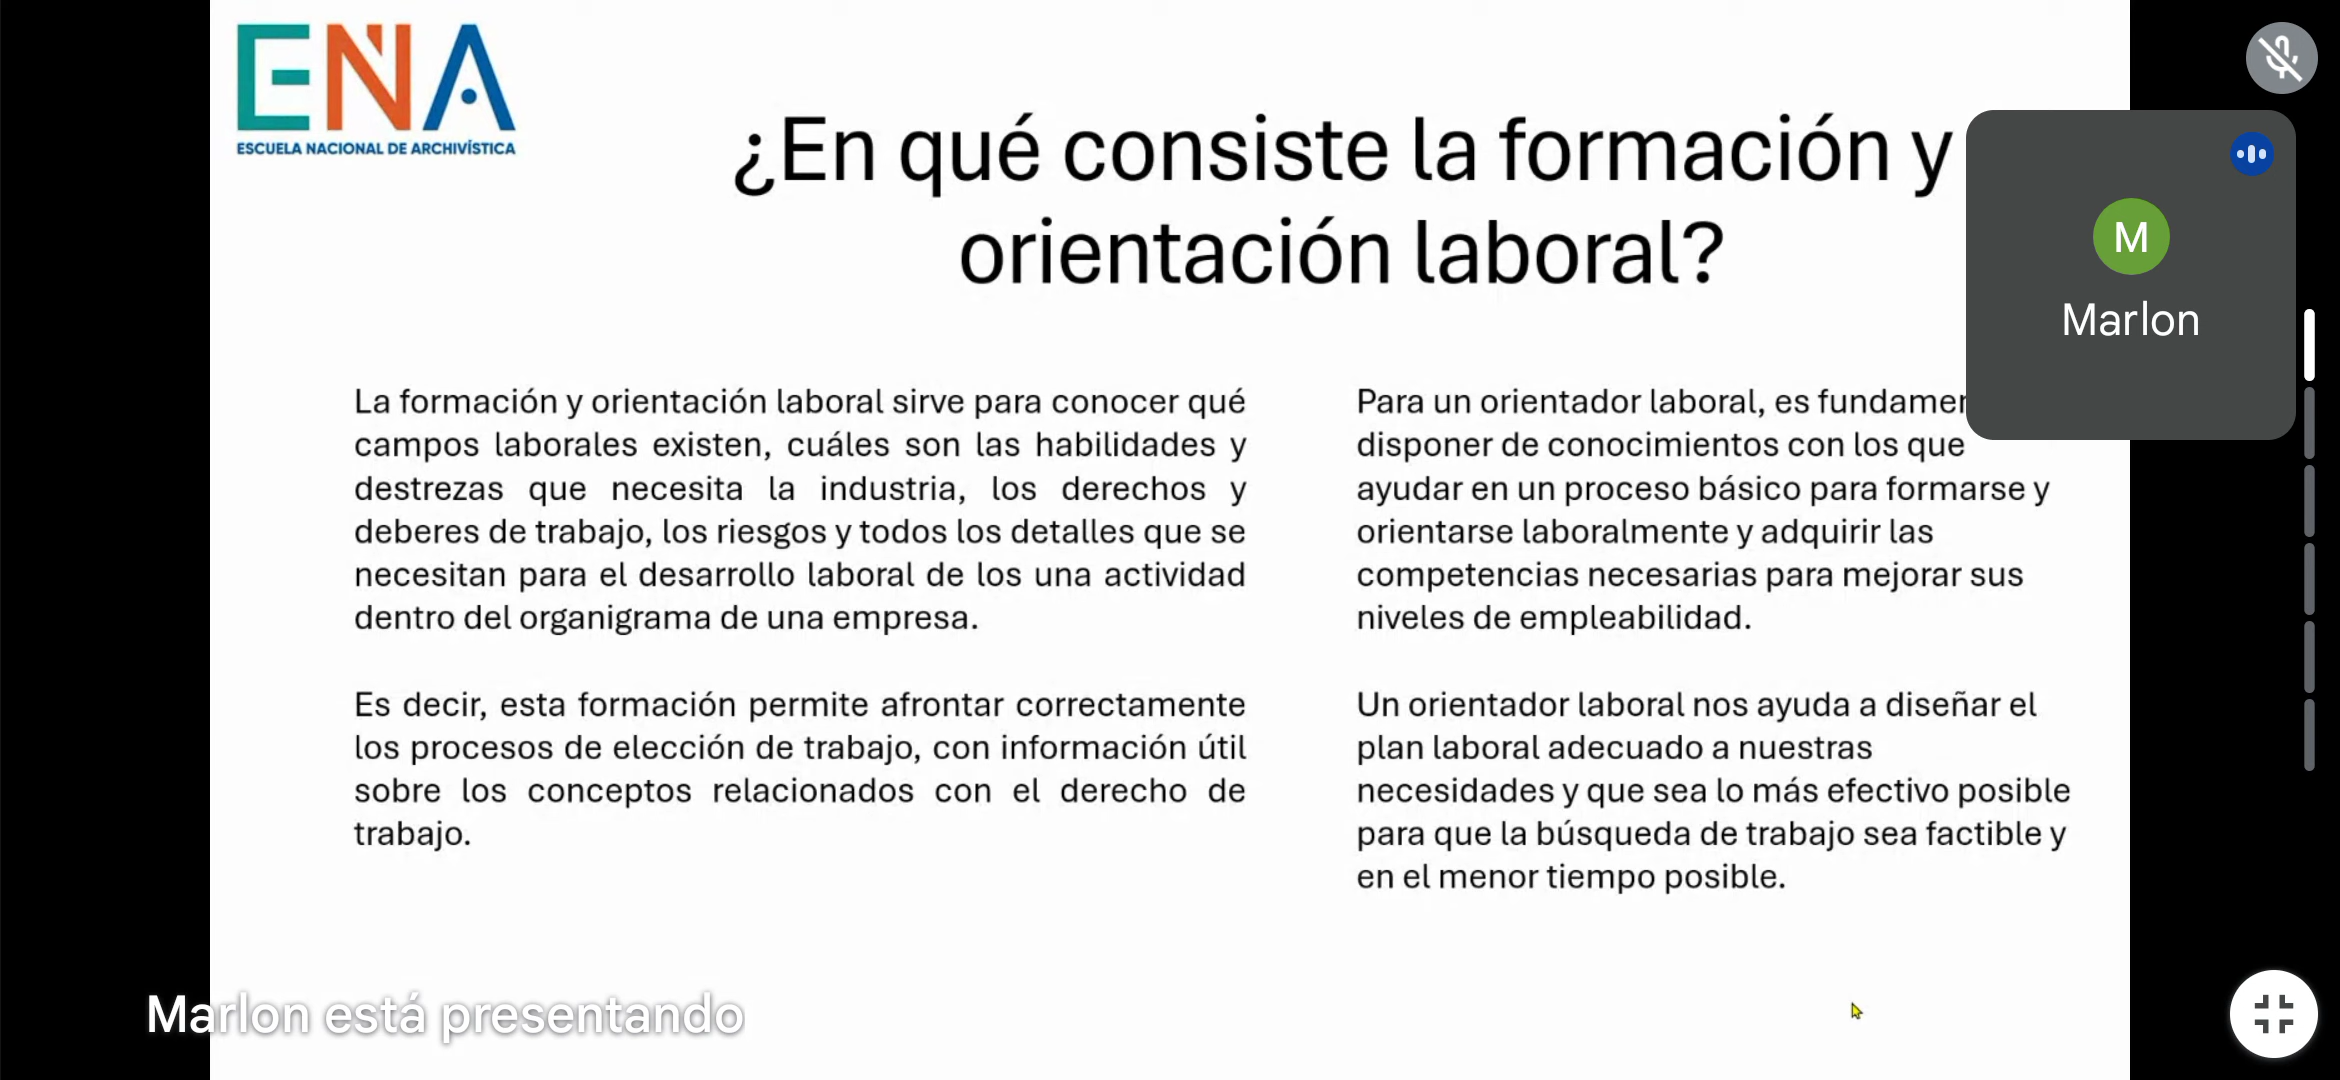 ENA
ESCUELA NACIONAL DE ARCHIVÍSTICA
¿En qué consiste la formación y
orientación laboral?
M
Marlon
La formación y orientación laboral sirve para conocer qué
campos laborales existen, cuáles son las habilidades y
destrezas que necesita la industria, los derechos y
deberes de trabajo, los riesgos y todos los detalles que se
necesitan para el desarrollo laboral de los una actividad
dentro del organigrama de una empresa.
Es decir, esta formación permite afrontar correctamente
los procesos de elección de trabajo, con información útil
sobre los conceptos relacionados con el derecho de
trabajo.
Para un orientador laboral, es
disponer de conocimientos con los que
ayudar en un proceso básico para formarse y
orientarse laboralmente y adquirir las
competencias necesarias para mejorar sus
niveles de empleabilidad.
Un orientador laboral nos ayuda a diseñar el
plan laboral adecuado a nuestras
necesidades y que sea lo más efectivo posible
para que la búsqueda de trabajo sea factible y
en el menor tiempo posible.
Marlon está presentando